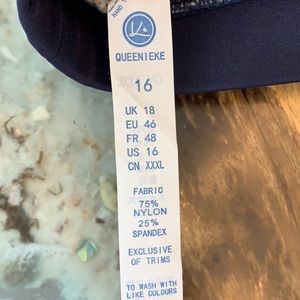 HAND
QUEENIEKE
16
UK 18
EU 46
FR 48
US 16
CN XXXL
FABRIC
75%
NYLON
25%
SPANDEX
EXCLUSIVE
OF TRIMS
TO WASH WITH
LIKE COLOURS